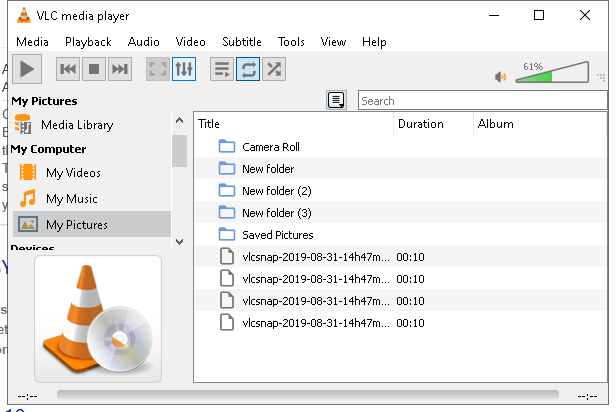 VLC media player
Media Playback Audio Video Subtitle Tools View Help
61%
My Pictures
Media Library
My Computer
My Videos
My Music
My Pictures
Devices
Search
Title Duration Album
Camera Roll
New folder
New folder (2)
New folder (3)
Saved Pictures
vlcsnap-2019-08-31-14h47m... 00:10
vlcsnap-2019-08-31-14h47m... 00:10
vlcsnap-2019-08-31-14h47m... 00:10
vlcsnap-2019-08-31-14h47m... 00:10
--:-- --:--